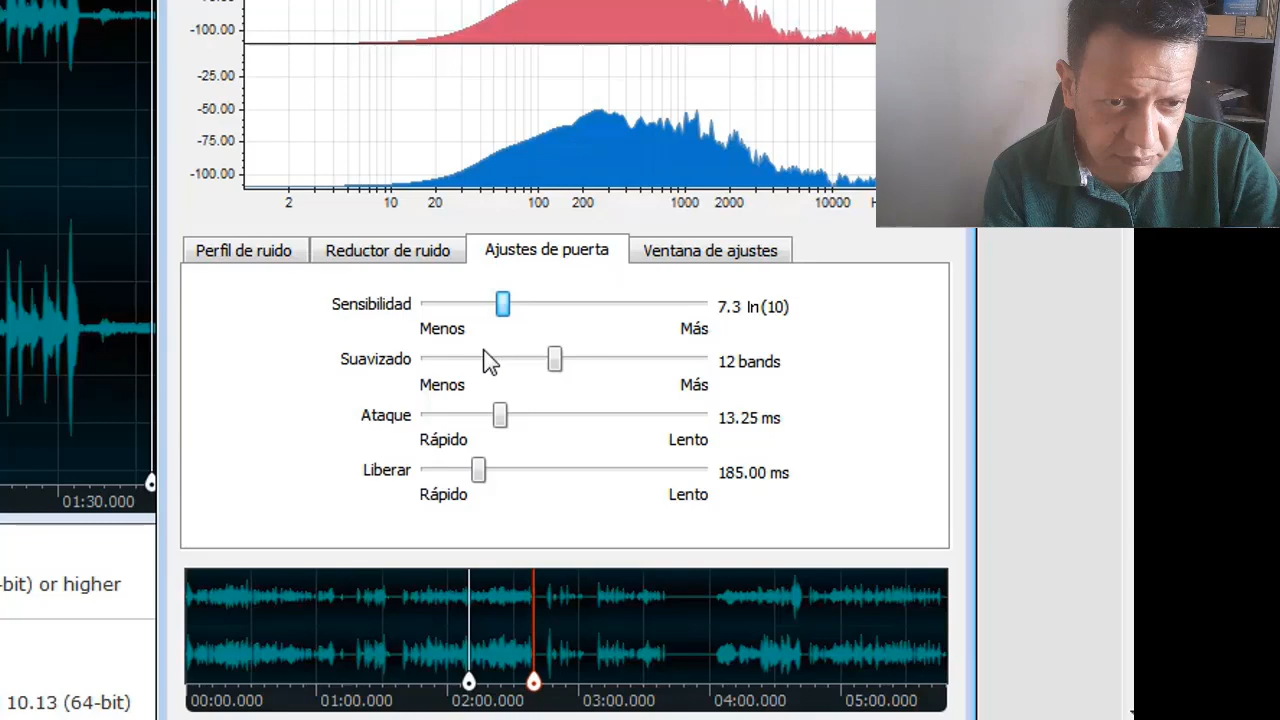 -100.00
-25.00
-50.00
-75.00
-100.00
2 10 20 100 200 1000 2000 10000
Perfil de ruido Reductor de ruido Ajustes de puerta Ventana de ajustes
Sensibilidad 7.3 ln(10)
Menos Más
Suavizado 12 bands
Menos Más
Ataque 13.25 ms
Rápido Lento
Liberar 185.00 ms
Rápido Lento
01:30.000
-bit) or higher
10.13 (64-bit)
00:00.000 01:00.000 02:00.000 03:00.000 04:00.000 05:00.000